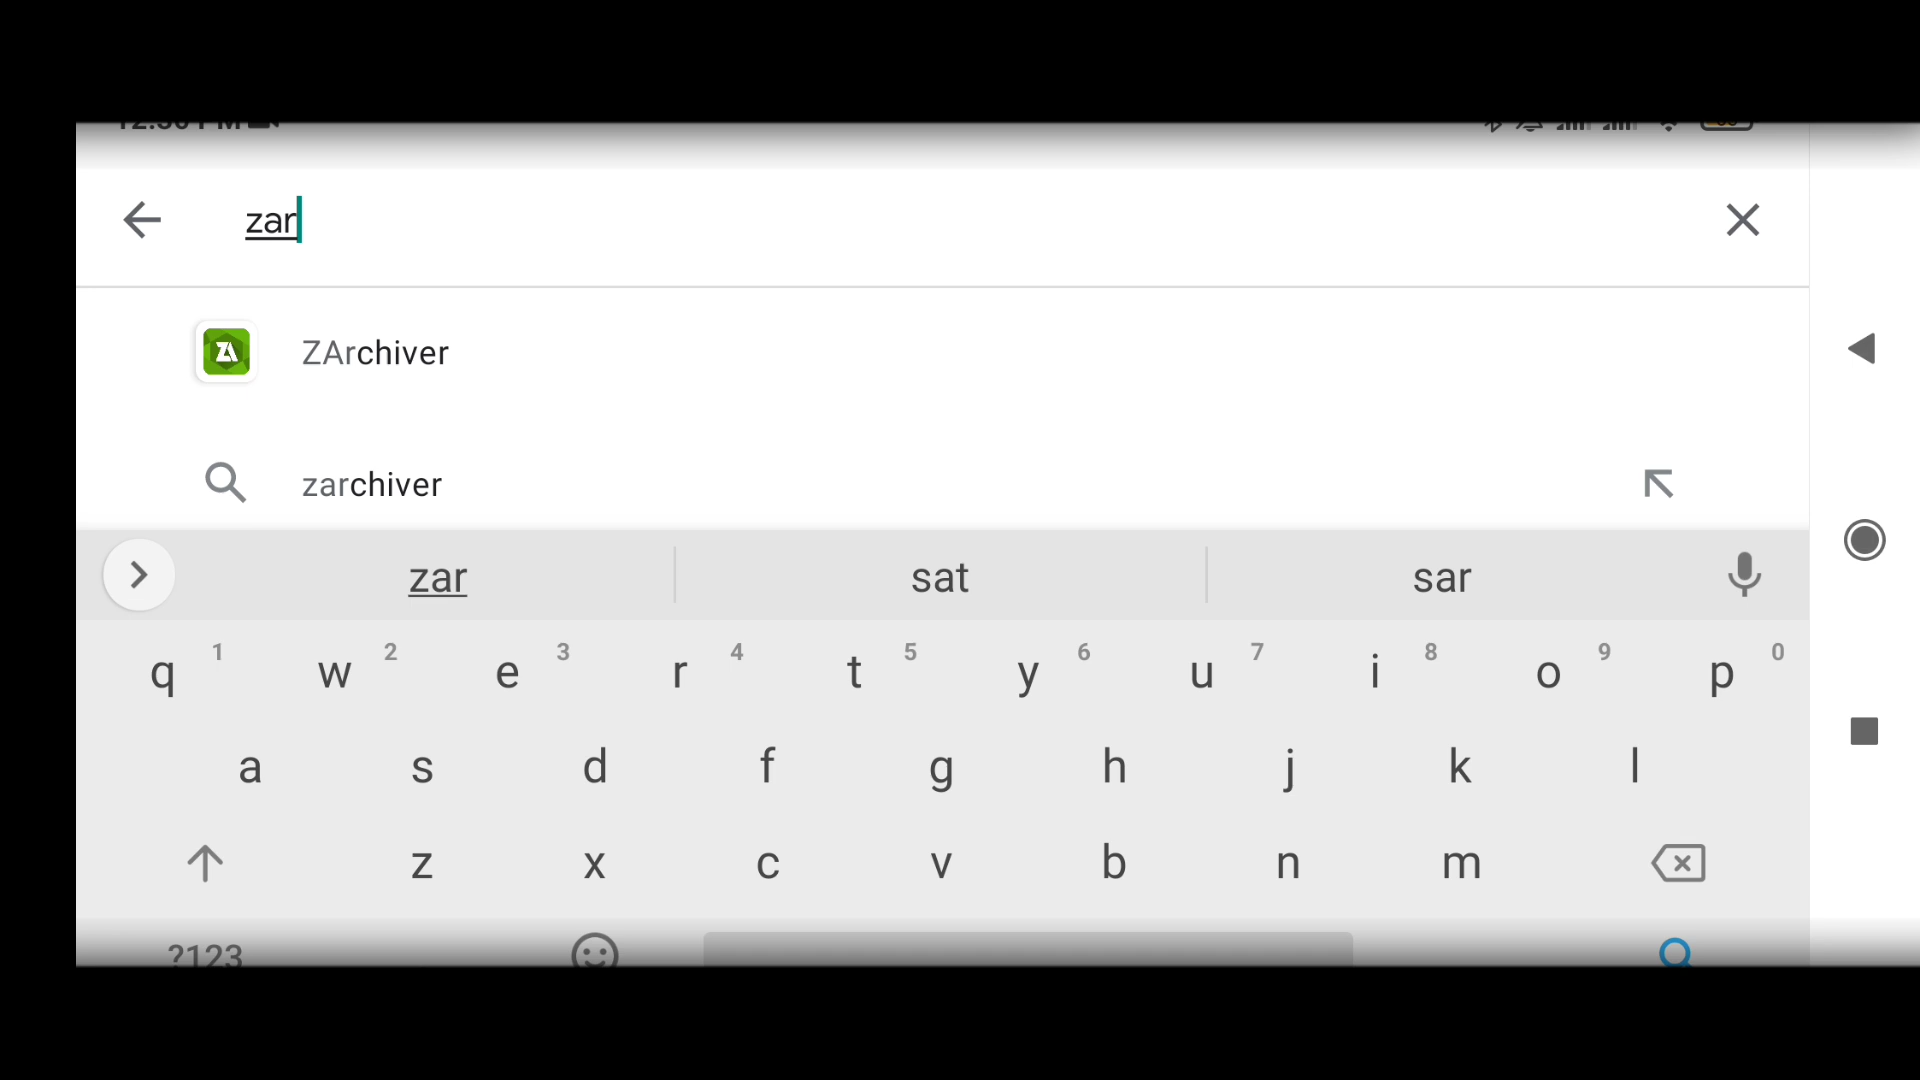 zar
ZArchiver
zarchiver
zar sat sar
q 1 w 2 e 3 r 4 t 5 y 6 u 7 i 8 o 9 p 0
a s d f g h j k l
z x c v b n m
?123